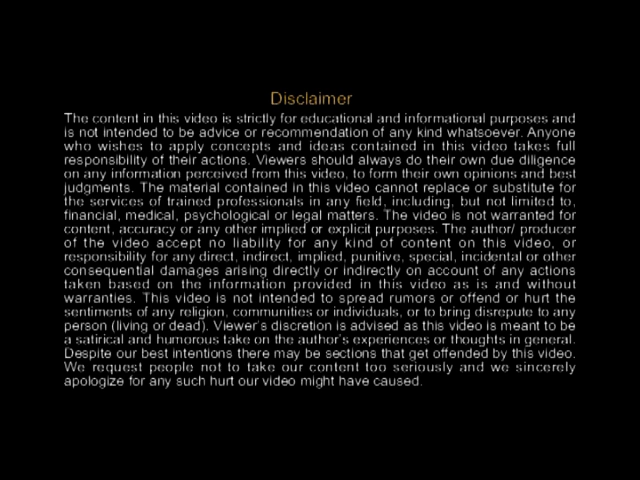 Disclaimer
The content in this video is strictly for educational and informational purposes and
is not intended to be advice or recommendation of any kind whatsoever. Anyone
who wishes to apply concepts and ideas contained in this video takes full
responsibility of their actions. Viewers should always do their own due diligence
on any information perceived from this video, to form their own opinions and best
judgments. The material contained in this video cannot replace or substitute for
the services of trained professionals in any field, including, but not limited to,
financial, medical, psychological or legal matters. The video is not warranted for
content, accuracy or any other implied or explicit purposes. The author/ producer
of the video accept no liability for any kind of content on this video, or
responsibility for any direct, indirect, implied, punitive, special, incidental or other
consequential damages arising directly or indirectly on account of any actions
taken based on the information provided in this video as is and without
warranties. This video is not intended to spread rumors or offend or hurt the
sentiments of any religion, communities or individuals, or to bring disrepute to any
person (living or dead). Viewer's discretion is advised as this video is meant to be
a satirical and humorous take on the author's experiences or thoughts in general.
Despite our best intentions there may be sections that get offended by this video.
We request people not to take our content too seriously and we sincerely
apologize for any such hurt our video might have caused.